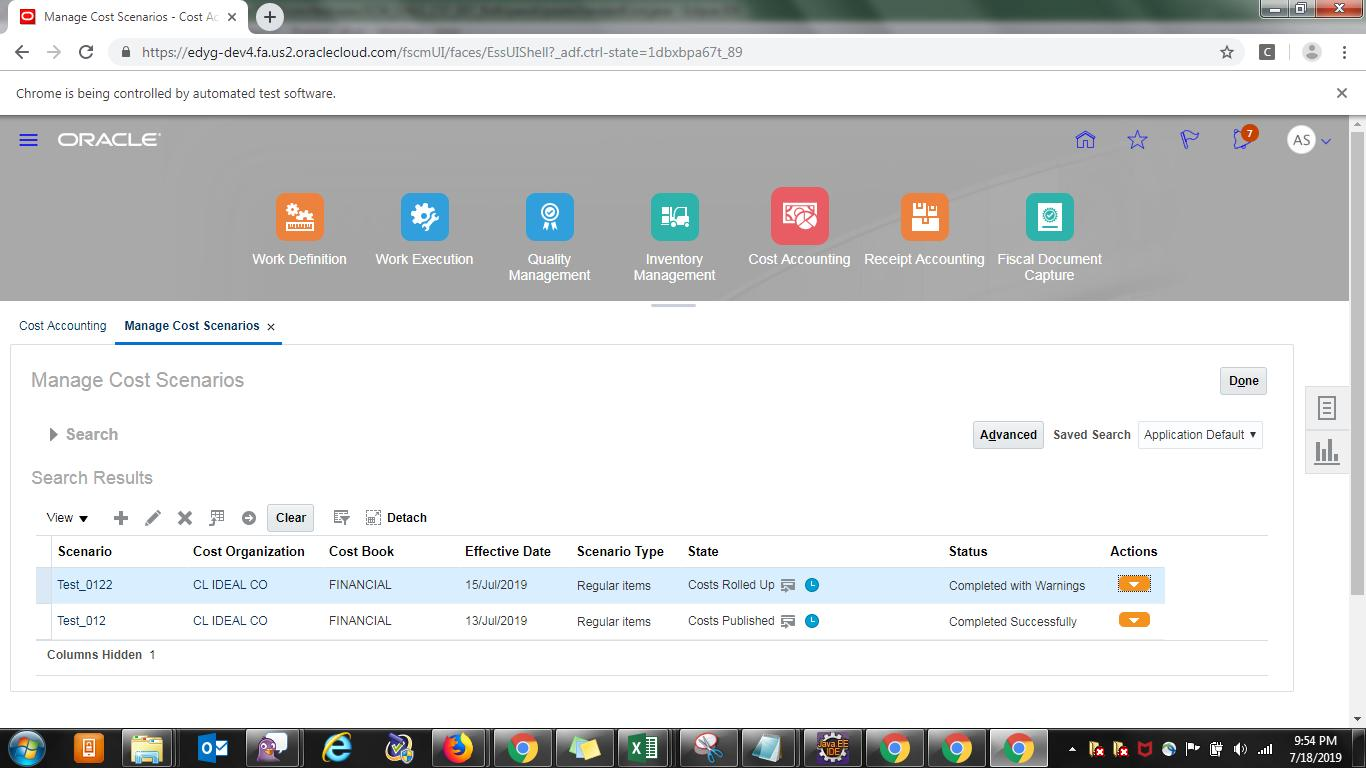 Manage Cost Scenarios - Cost Ac
https://edyg-dev4.fa.us2.oraclecloud.com/fscmUI/faces/EssUIShell?_adf.ctrl-state=1dbxbpa67t_89
C
Chrome is being controlled by automated test software.
ORACLE
7
AS
Work Definition
Work Execution
Quality Management
Inventory Management
Cost Accounting
Receipt Accounting
Fiscal Document Capture
Cost Accounting Manage Cost Scenarios
Manage Cost Scenarios
Done
Search
Advanced Saved Search Application Default
Search Results
View Clear Detach
Scenario Cost Organization Cost Book Effective Date Scenario Type State Status Actions
Test_0122 CL IDEAL CO FINANCIAL 15/Jul/2019 Regular items Costs Rolled Up Completed with Warnings
Test_012 CL IDEAL CO FINANCIAL 13/Jul/2019 Regular items Costs Published Completed Successfully
Columns Hidden 1
Java EE
IDE
9:54 PM
7/18/2019